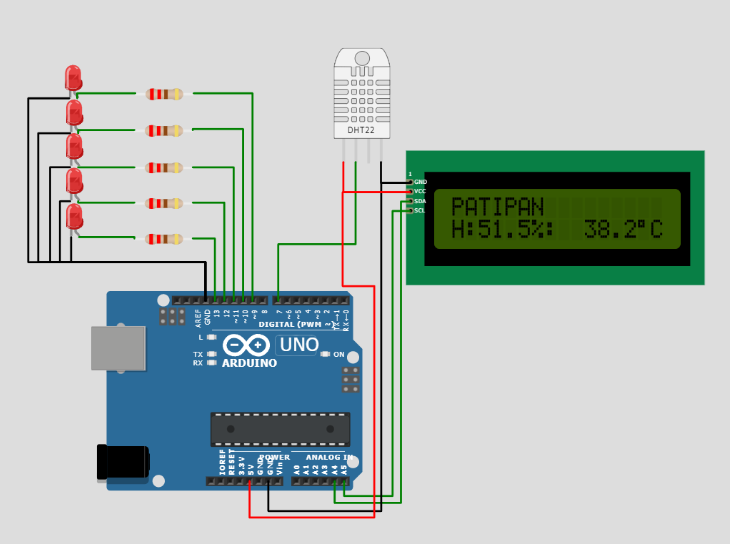 DHT22
1
GND
VCC
SDA
SCL
PATIPAN
H:51.5%: 38.2°C
AREF
GND
13
12
~11
~10
~9
8
7
~6
~5
4
~3
2
TX→1
RX←0
DIGITAL (PWM ~)
L
TX
RX
UNO
ARDUINO
ON
IOREF
RESET
3.3V
5V
GND
GND
Vin
POWER
ANALOG IN
A0
A1
A2
A3
A4
A5